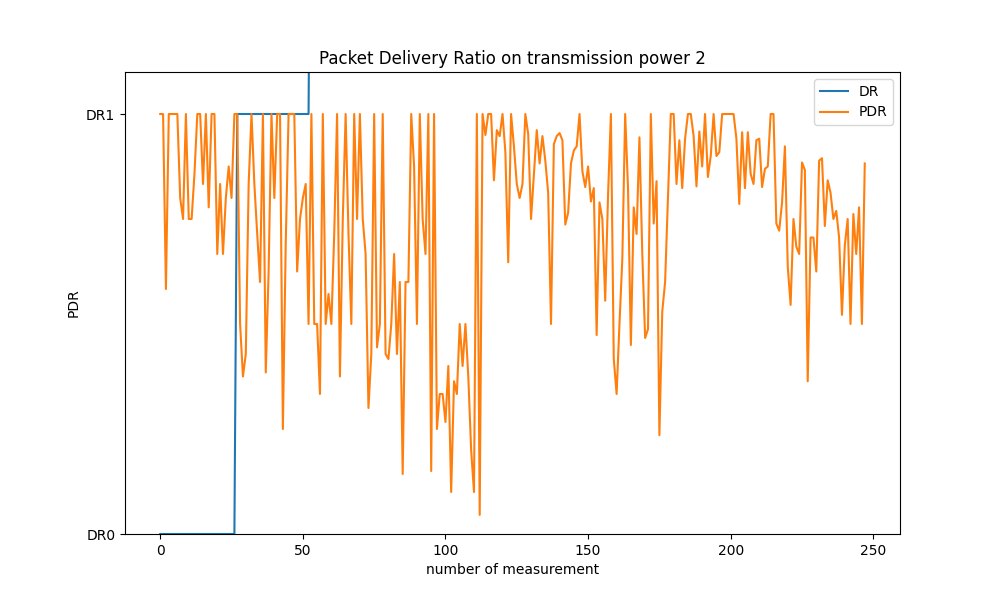 Packet Delivery Ratio on transmission power 2
DR
PDR
DR1
PDR
DR0
0
50
100
150
200
250
number of measurement